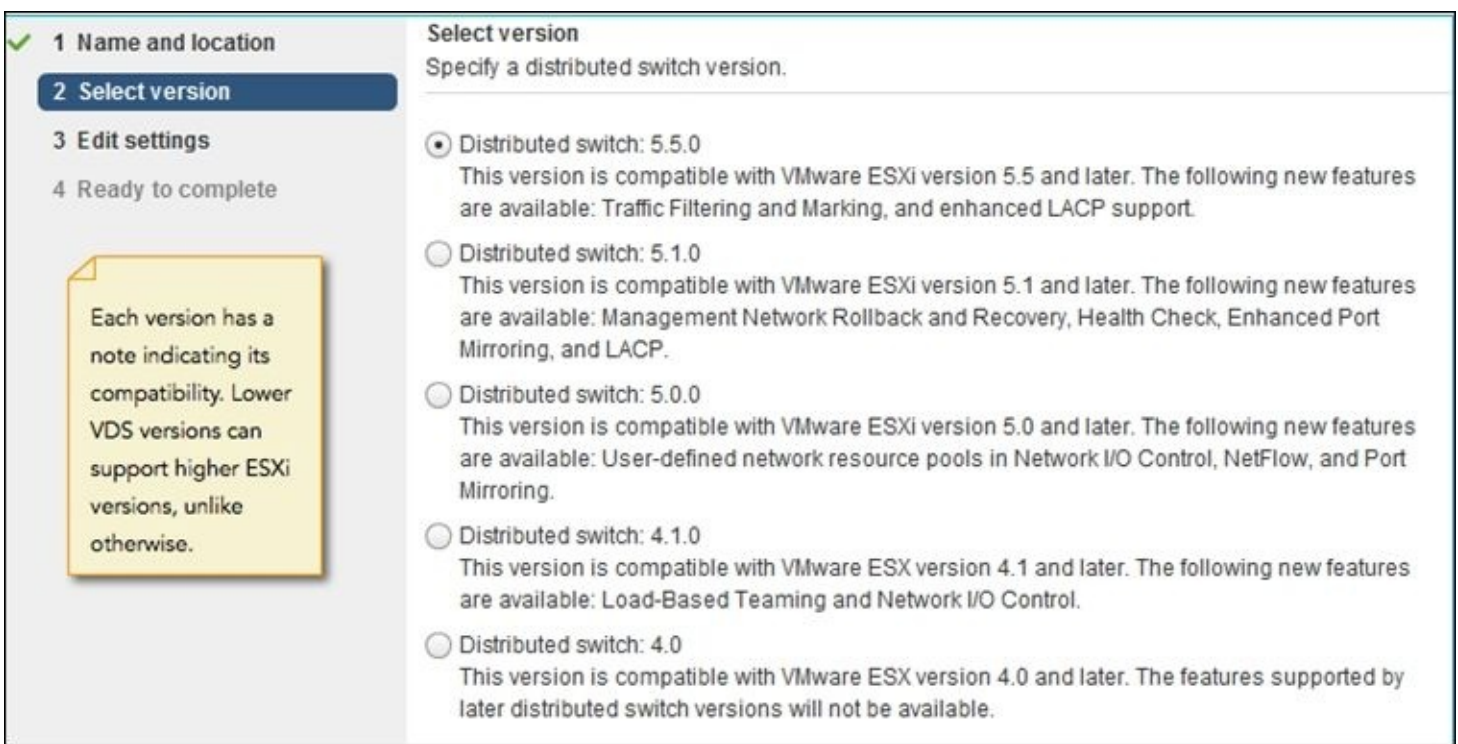 1 Name and location
2 Select version
3 Edit settings
4 Ready to complete
Each version has a
note indicating its
compatibility. Lower
VDS versions can
support higher ESXi
versions, unlike
otherwise.
Select version
Specify a distributed switch version.
Distributed switch: 5.5.0
This version is compatible with VMware ESXi version 5.5 and later. The following new features
are available: Traffic Filtering and Marking, and enhanced LACP support.
Distributed switch: 5.1.0
This version is compatible with VMware ESXi version 5.1 and later. The following new features
are available: Management Network Rollback and Recovery, Health Check, Enhanced Port
Mirroring, and LACP.
Distributed switch: 5.0.0
This version is compatible with VMware ESXi version 5.0 and later. The following new features
are available: User-defined network resource pools in Network I/O Control, NetFlow, and Port
Mirroring.
Distributed switch: 4.1.0
This version is compatible with VMware ESX version 4.1 and later. The following new features
are available: Load-Based Teaming and Network I/O Control.
Distributed switch: 4.0
This version is compatible with VMware ESX version 4.0 and later. The features supported by
later distributed switch versions will not be available.